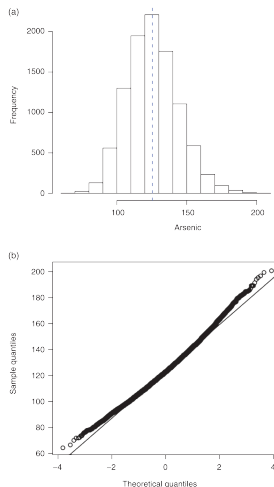 (a)
2000
1500
1000
500
0
Frequency
100 150 200
Arsenic
(b)
200
180
160
140
120
100
80
60
Sample quantiles
−4 −2 0 2 4
Theoretical quantiles